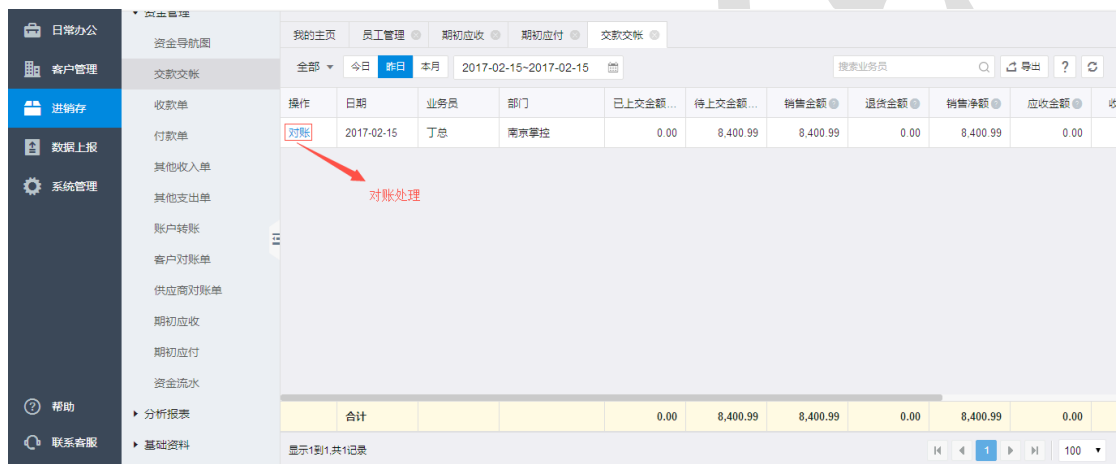 日常办公
客户管理
进销存
数据上报
系统管理
帮助
联系客服
资金管理
资金导航图
交款交帐
收款单
付款单
其他收入单
其他支出单
账户转账
客户对账单
供应商对账单
期初应收
期初应付
资金流水
分析报表
基础资料
我的主页 员工管理 期初应收 期初应付 交款交帐
全部 今日 昨日 本月 2017-02-15~2017-02-15 搜索业务员 导出 ?
操作 日期 业务员 部门 已上交金额... 待上交金额... 销售金额 退货金额 销售净额 应收金额
对账 2017-02-15 丁总 南京掌控 0.00 8,400.99 8,400.99 0.00 8,400.99 0.00
对账处理
合计 0.00 8,400.99 8,400.99 0.00 8,400.99 0.00
显示1到1,共1记录 1 100